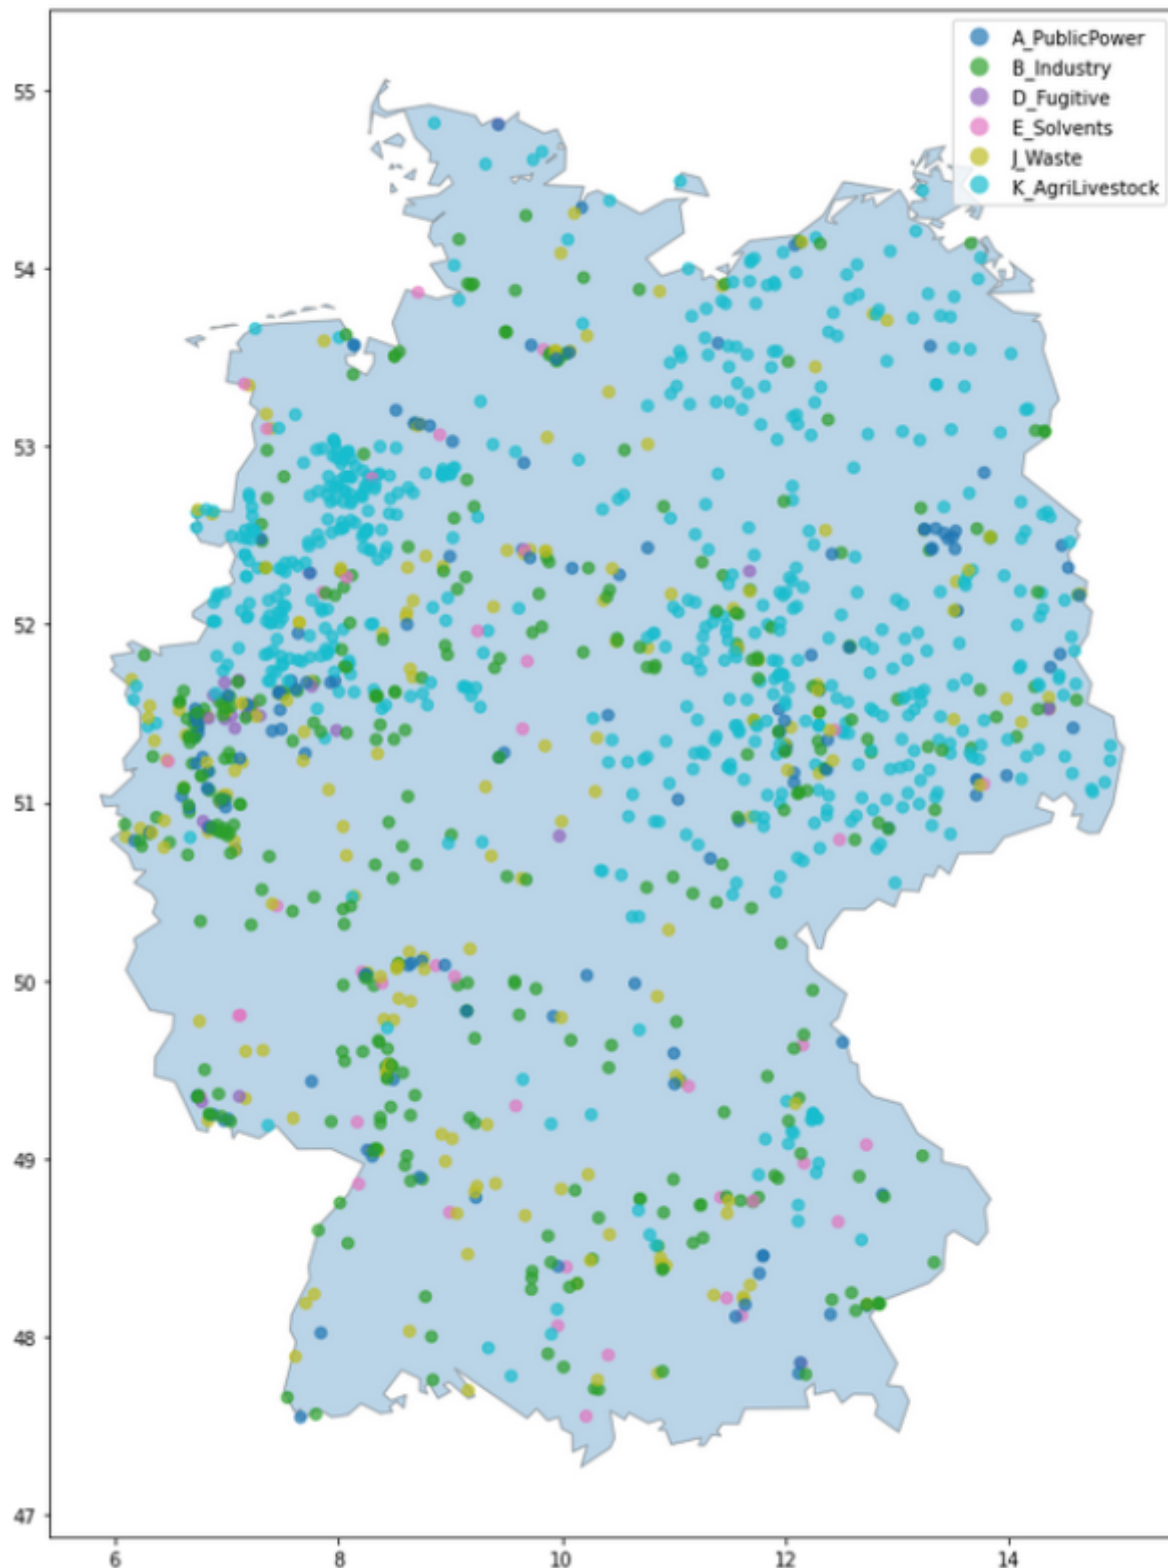 A_PublicPower
B_Industry
D_Fugitive
E_Solvents
J_Waste
K_AgriLivestock
55
54
53
52
51
50
49
48
47
6 8 10 12 14